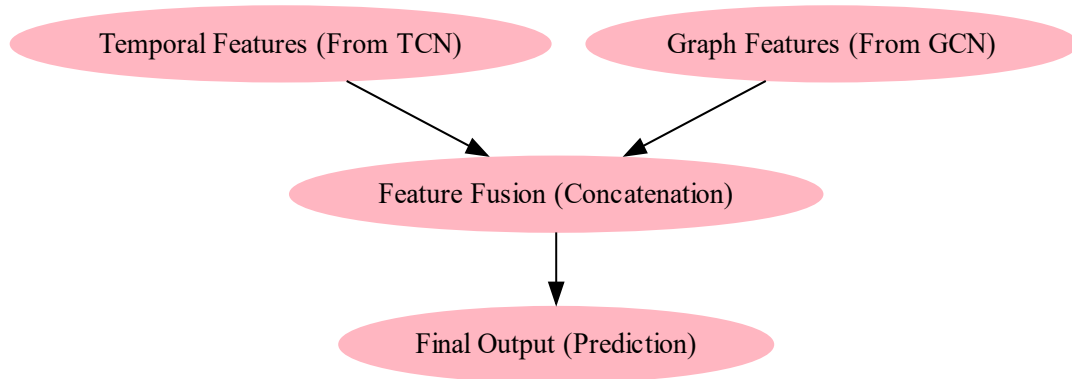 Temporal Features (From TCN)
Graph Features (From GCN)
Feature Fusion (Concatenation)
Final Output (Prediction)